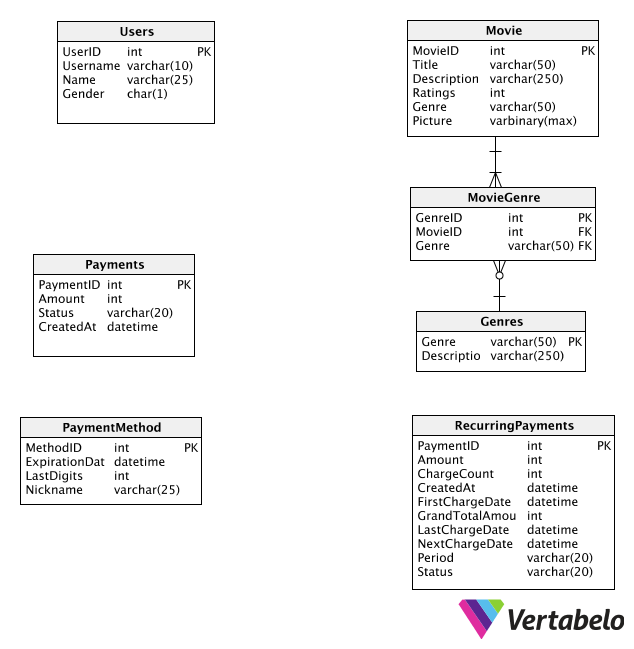 Users
UserID int PK
Username varchar(10)
Name varchar(25)
Gender char(1)
Movie
MovieID int PK
Title varchar(50)
Description varchar(250)
Ratings int
Genre varchar(50)
Picture varbinary(max)
MovieGenre
GenreID int PK
MovieID int FK
Genre varchar(50) FK
Payments
PaymentID int PK
Amount int
Status varchar(20)
CreatedAt datetime
Genres
Genre varchar(50) PK
Descriptio varchar(250)
PaymentMethod
MethodID int PK
ExpirationDat datetime
LastDigits int
Nickname varchar(25)
RecurringPayments
PaymentID int PK
Amount int
ChargeCount int
CreatedAt datetime
FirstChargeDate datetime
GrandTotalAmou int
LastChargeDate datetime
NextChargeDate datetime
Period varchar(20)
Status varchar(20)
Vertabelo